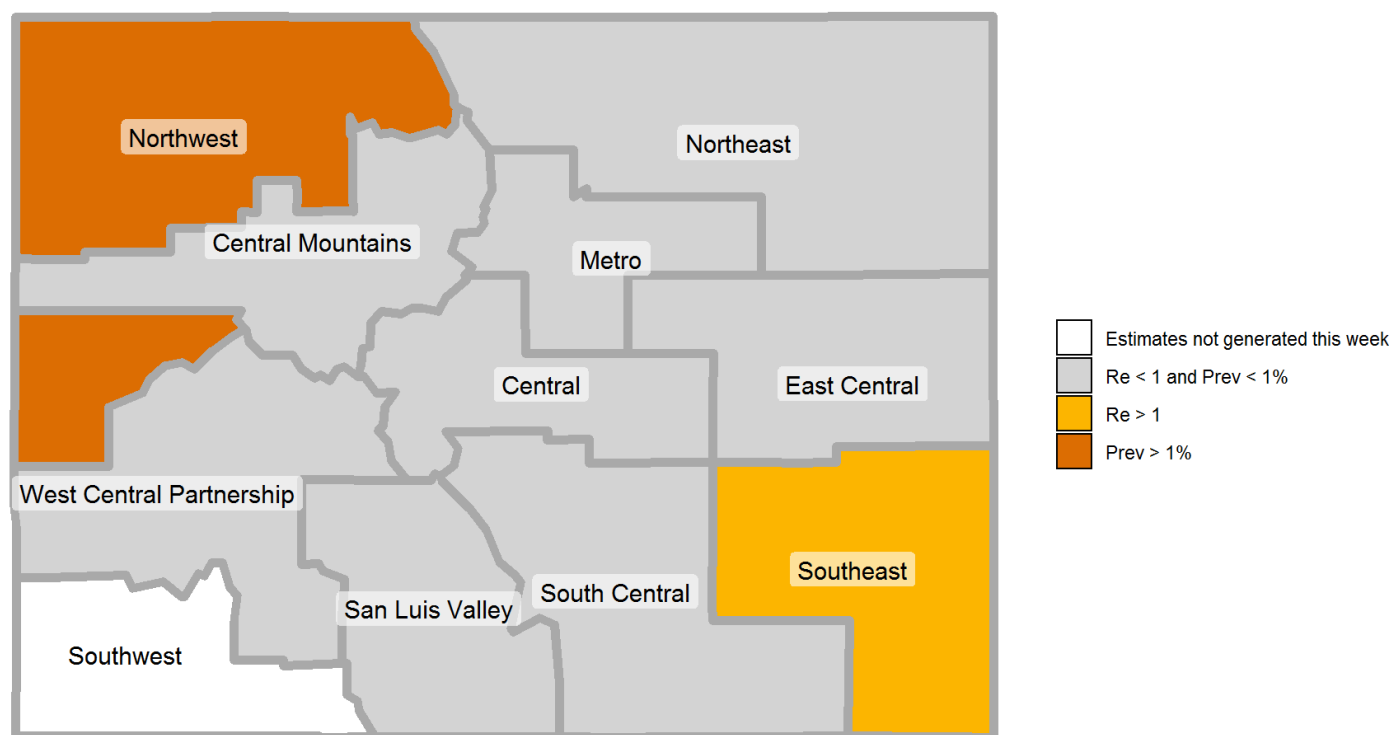 Northwest
Northeast
Central Mountains
Metro
Central
East Central
West Central Partnership
Southeast
South Central
San Luis Valley
Southwest
Estimates not generated this week
Re < 1 and Prev < 1%
Re > 1
Prev > 1%